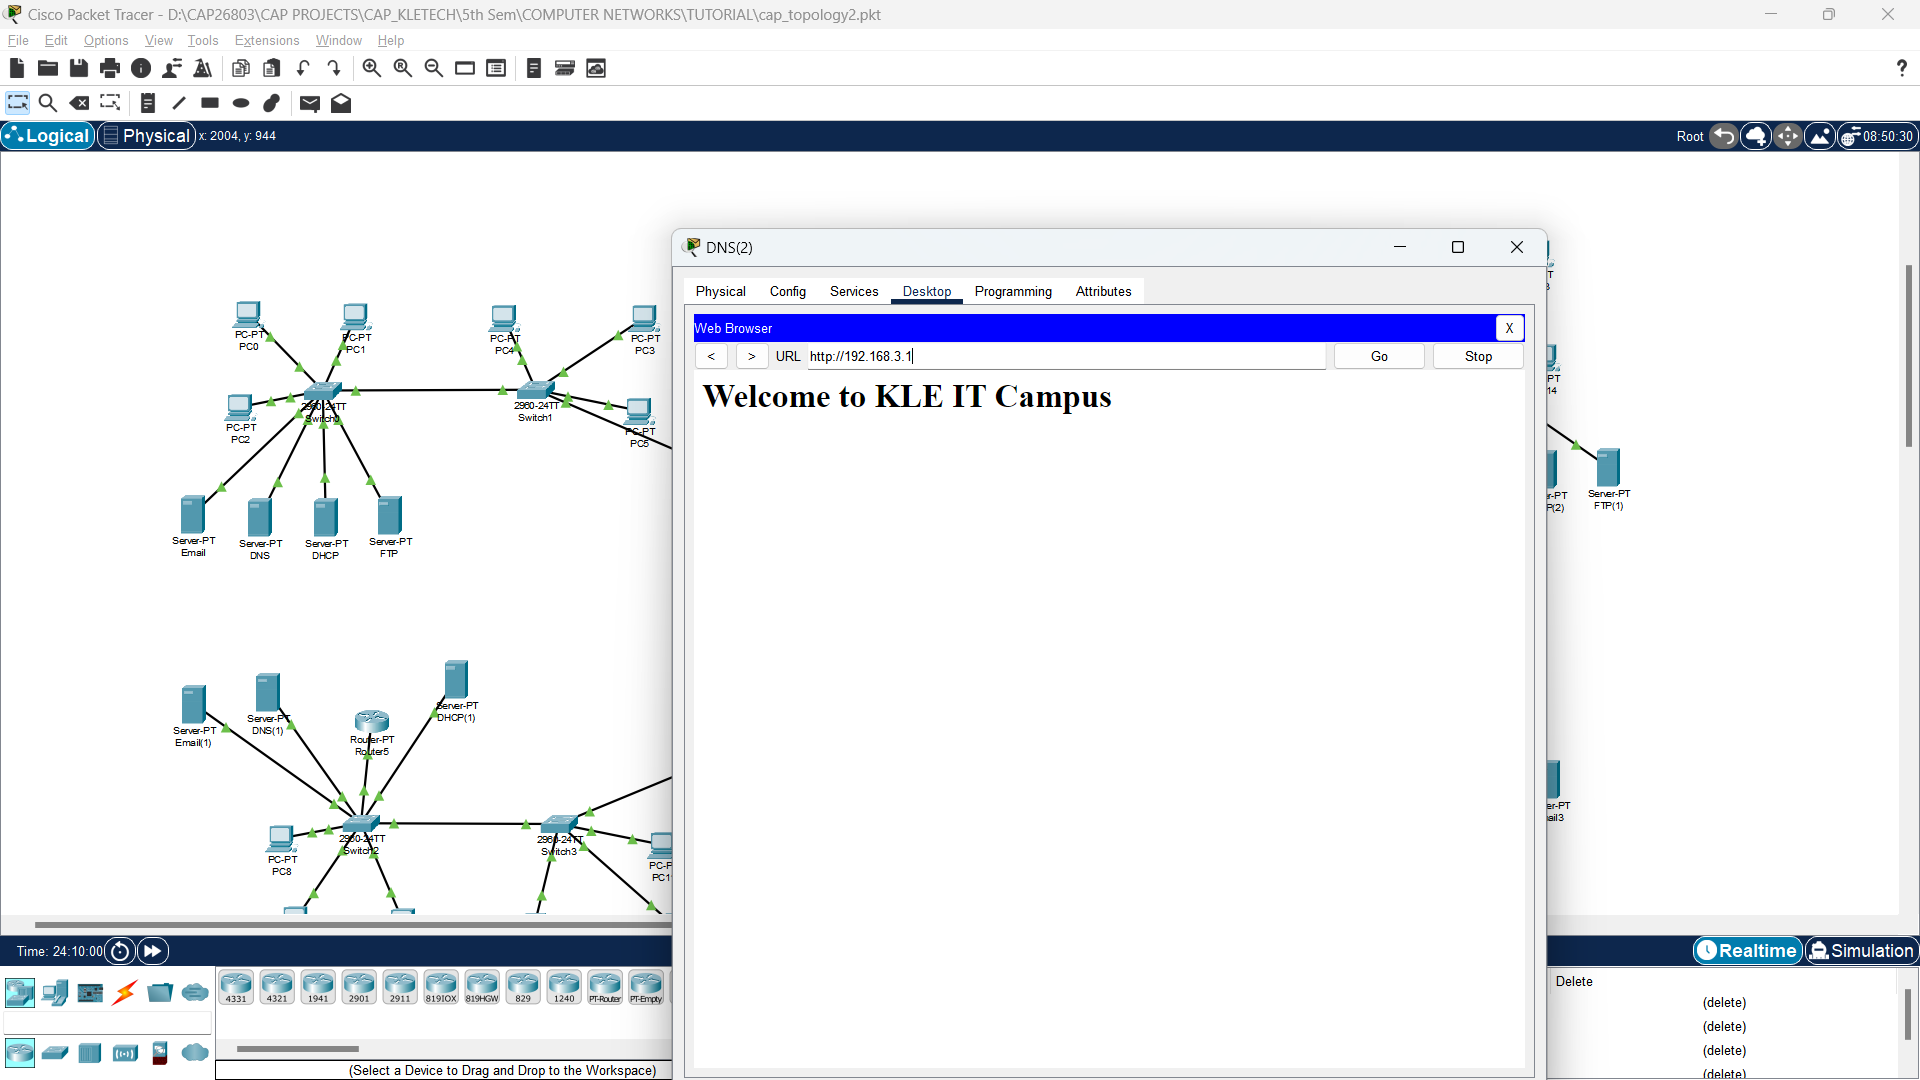 Cisco Packet Tracer - D:\CAP26803\CAP PROJECTS\CAP_KLETECH\5th Sem\COMPUTER NETWORKS\TUTORIAL\cap_topology2.pkt
File Edit Options View Tools Extensions Window Help
?
Logical Physical x: 2004, y: 944 Root 08:50:30
DNS(2)
Physical Config Services Desktop Programming Attributes
Web Browser X
< > URL http://192.168.3.1 Go Stop
Welcome to KLE IT Campus
PC-PT
PC0
PC-PT
PC1
PC-PT
PC4
PC-PT
PC3
PC-PT
PC2
2960-24TT
Switch0
2960-24TT
Switch1
PC-PT
PC5
Server-PT
Email
Server-PT
DNS
Server-PT
DHCP
Server-PT
FTP
Server-PT
FTP(1)
Server-PT
Email(1)
Server-PT
DNS(1)
Router-PT
Router5
Server-PT
DHCP(1)
PC-PT
PC8
2960-24TT
Switch2
2960-24TT
Switch3
Time: 24:10:00 Realtime Simulation
4331 4321 1941 2901 2911 819IOX 819HGW 829 1240 PT-Router PT-Empty
(Select a Device to Drag and Drop to the Workspace)
Delete
(delete)
(delete)
(delete)
(delete)